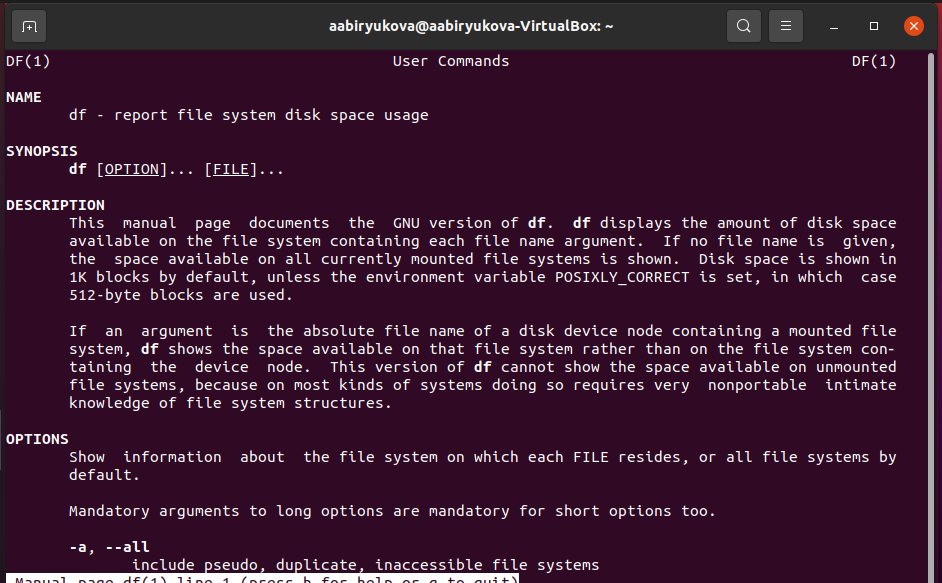 aabiryukova@aabiryukova-VirtualBox: ~
DF(1) User Commands DF(1)
NAME
df - report file system disk space usage
SYNOPSIS
df [OPTION]... [FILE]...
DESCRIPTION
This manual page documents the GNU version of df. df displays the amount of disk space
available on the file system containing each file name argument. If no file name is given,
the space available on all currently mounted file systems is shown. Disk space is shown in
1K blocks by default, unless the environment variable POSIXLY_CORRECT is set, in which case
512-byte blocks are used.
If an argument is the absolute file name of a disk device node containing a mounted file
system, df shows the space available on that file system rather than on the file system con-
taining the device node. This version of df cannot show the space available on unmounted
file systems, because on most kinds of systems doing so requires very nonportable intimate
knowledge of file system structures.
OPTIONS
Show information about the file system on which each FILE resides, or all file systems by
default.
Mandatory arguments to long options are mandatory for short options too.
-a, --all
include pseudo, duplicate, inaccessible file systems
Manual page df(1) line 1 (press h for help or q to quit)